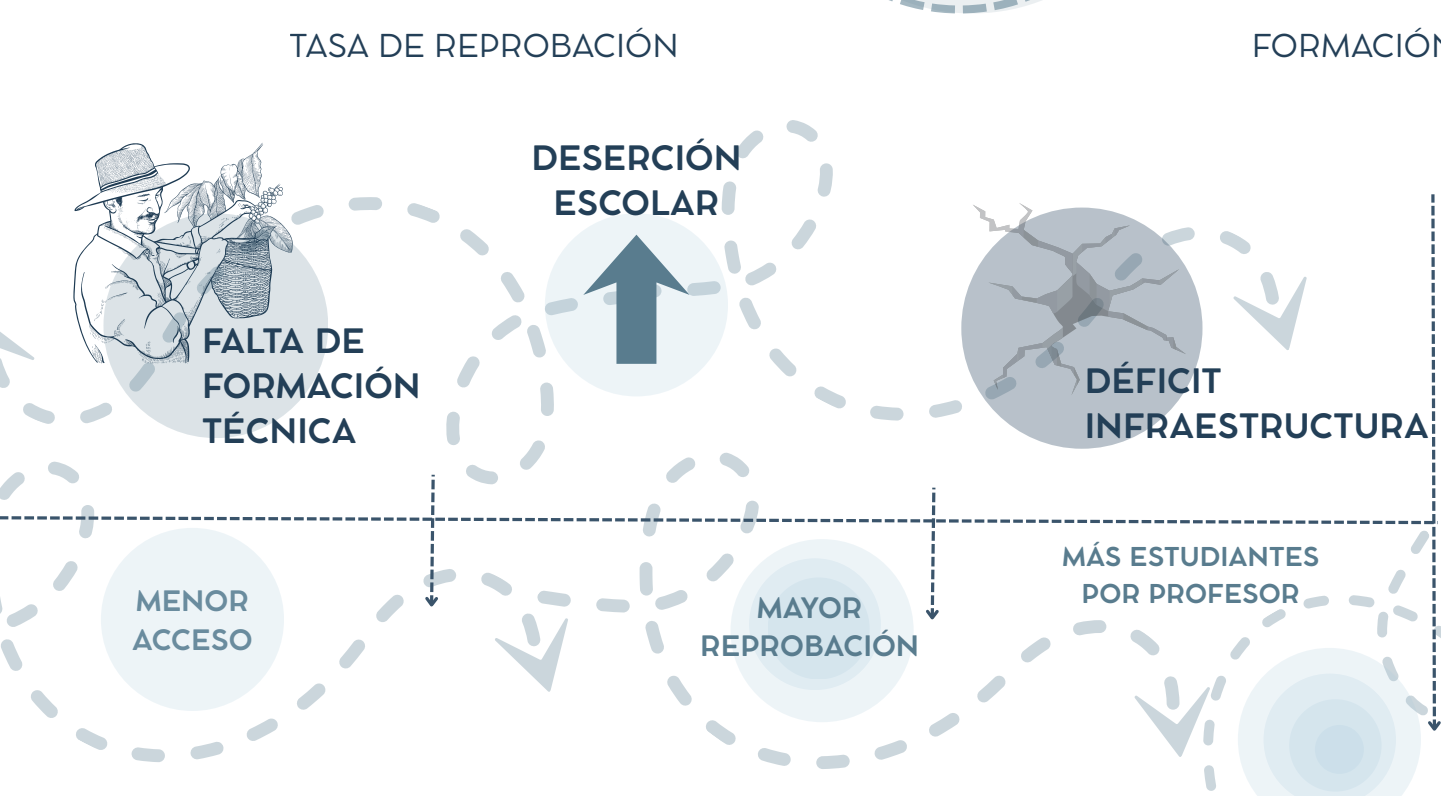 TASA DE REPROBACIÓN
FORMACIÓN
DESERCIÓN
ESCOLAR
FALTA DE
FORMACIÓN
TÉCNICA
DÉFICIT
INFRAESTRUCTURA
MENOR
ACCESO
MAYOR
REPROBACIÓN
MÁS ESTUDIANTES
POR PROFESOR